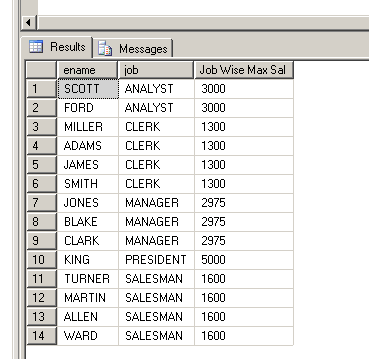 Results Messages
ename job Job Wise Max Sal
1 SCOTT ANALYST 3000
2 FORD ANALYST 3000
3 MILLER CLERK 1300
4 ADAMS CLERK 1300
5 JAMES CLERK 1300
6 SMITH CLERK 1300
7 JONES MANAGER 2975
8 BLAKE MANAGER 2975
9 CLARK MANAGER 2975
10 KING PRESIDENT 5000
11 TURNER SALESMAN 1600
12 MARTIN SALESMAN 1600
13 ALLEN SALESMAN 1600
14 WARD SALESMAN 1600